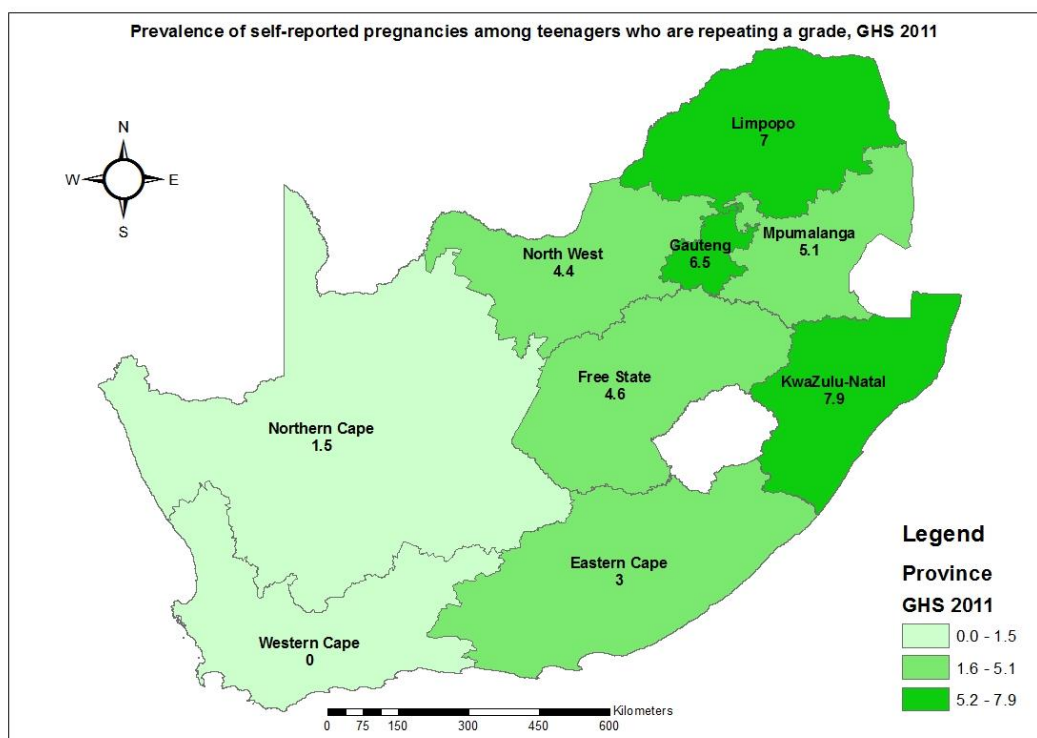 Prevalence of self-reported pregnancies among teenagers who are repeating a grade, GHS 2011
N
W
E
S
Limpopo
7
Gauteng
6.5
Mpumalanga
5.1
North West
4.4
Free State
4.6
KwaZulu-Natal
7.9
Northern Cape
1.5
Eastern Cape
3
Western Cape
0
Legend
Province
GHS 2011
0.0 - 1.5
1.6 - 5.1
5.2 - 7.9
Kilometers
0 75 150 300 450 600